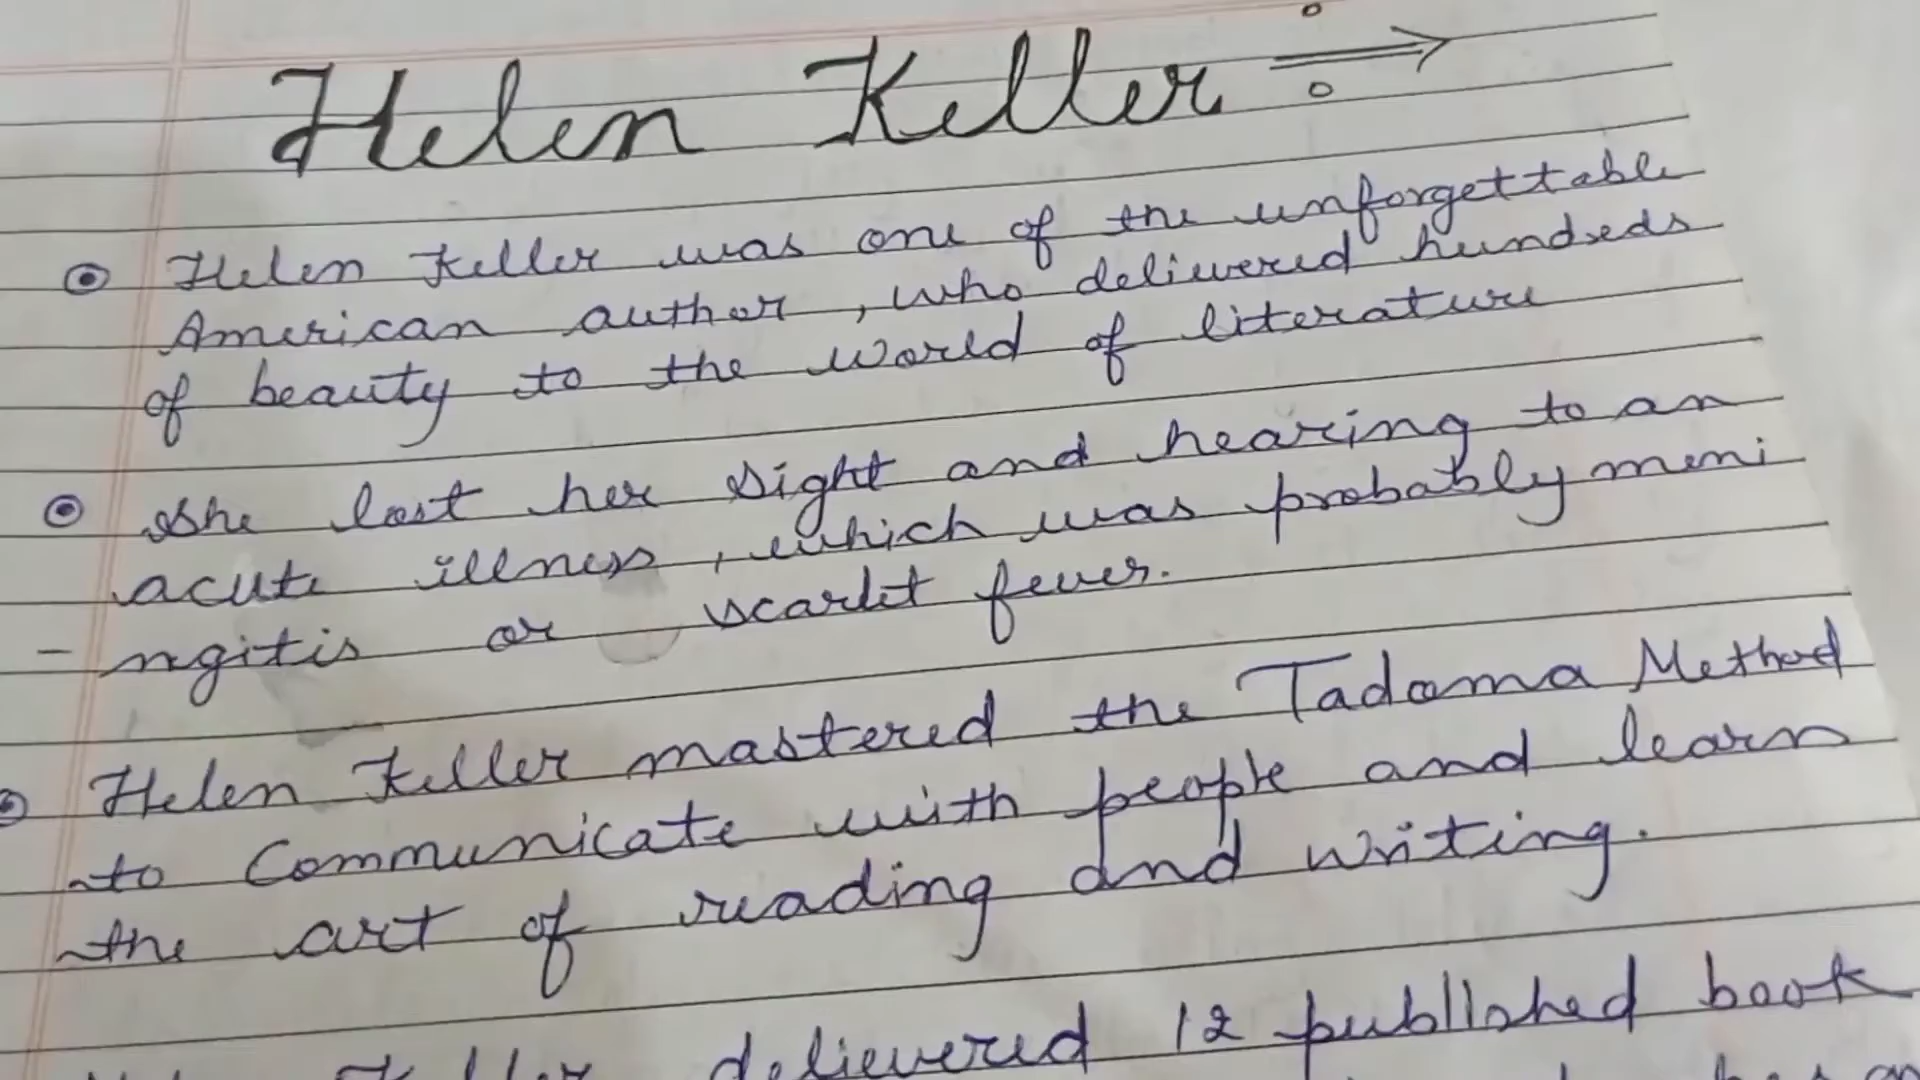 Helen Keller
Helen Keller was one of the unforgettable
American author, who delivered hundreds
of beauty to the world of literature
She lost her sight and hearing to an
acute illness, which was probably meni
- ngitis or scarlet fever.
Helen Keller mastered the Tadoma Method
to Communicate with people and learn
the art of reading and writing.
Keller delievered 12 published book